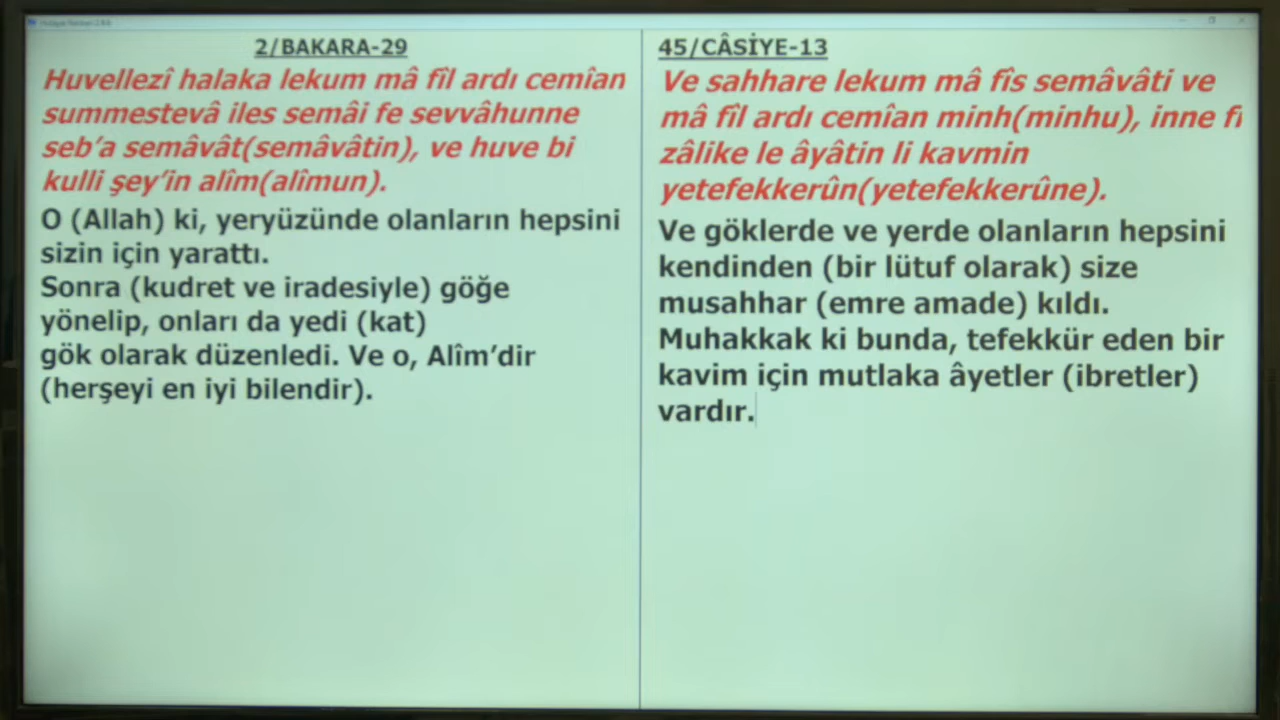 2/BAKARA-29
Huvellezî halaka lekum mâ fîl ardı cemîan
summestevâ iles semâi fe sevvâhunne
seb’a semâvât(semâvâtin), ve huve bi
kulli şey’in alîm(alîmun).
O (Allah) ki, yeryüzünde olanların hepsini
sizin için yarattı.
Sonra (kudret ve iradesiyle) göğe
yönelip, onları da yedi (kat)
gök olarak düzenledi. Ve o, Alîm’dir
(herşeyi en iyi bilendir).
45/CÂSİYE-13
Ve sahhare lekum mâ fîs semâvâti ve
mâ fîl ardı cemîan minh(minhu), inne fî
zâlike le âyâtin li kavmin
yetefekkerûn(yetefekkerûne).
Ve göklerde ve yerde olanların hepsini
kendinden (bir lütuf olarak) size
musahhar (emre amade) kıldı.
Muhakkak ki bunda, tefekkür eden bir
kavim için mutlaka âyetler (ibretler)
vardır.